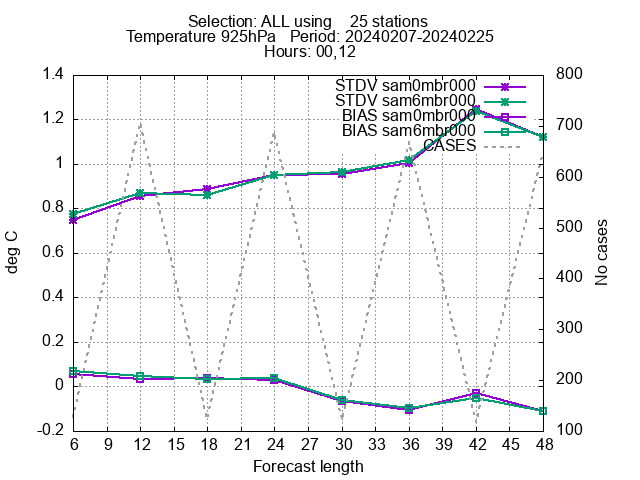 Selection: ALL using    25 stations
Temperature 925hPa   Period: 20240207-20240225
Hours: 00,12
STDV sam0mbr000
STDV sam6mbr000
BIAS sam0mbr000
BIAS sam6mbr000
CASES
deg C
1.4
1.2
1
0.8
0.6
0.4
0.2
0
-0.2
No cases
800
700
600
500
400
300
200
100
6 9 12 15 18 21 24 27 30 33 36 39 42 45 48
Forecast length